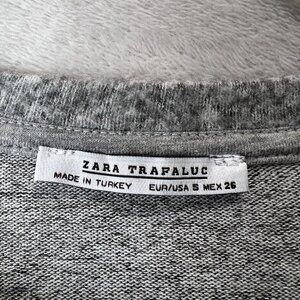 ZARA TRAFALUC
MADE IN TURKEY EUR/USA S MEX 26